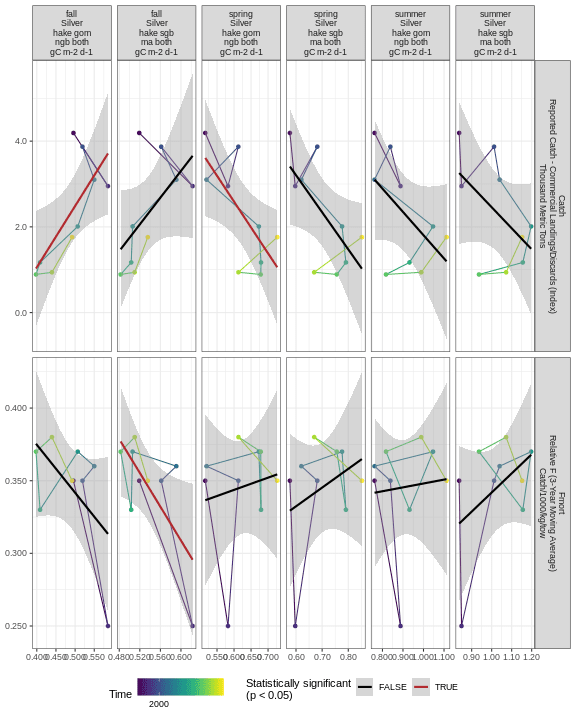 fall
Silver
hake gom
ngb both
gC m-2 d-1
fall
Silver
hake sgb
ma both
gC m-2 d-1
spring
Silver
hake gom
ngb both
gC m-2 d-1
spring
Silver
hake sgb
ma both
gC m-2 d-1
summer
Silver
hake gom
ngb both
gC m-2 d-1
summer
Silver
hake sgb
ma both
gC m-2 d-1
4.0
2.0
0.0
Catch
Reported Catch - Commercial Landings/Discards (Index)
Thousand Metric Tons
0.400
0.350
0.300
0.250
Fmort
Relative F (3-Year Moving Average)
Catch/1000/kg/tow
0.400 0.450 0.500 0.550
0.480 0.520 0.560 0.600
0.550 0.600 0.650 0.700
0.60 0.70 0.80
0.800 0.900 1.000 1.100
0.90 1.00 1.10 1.20
Time
2000
Statistically significant
(p < 0.05)
FALSE
TRUE